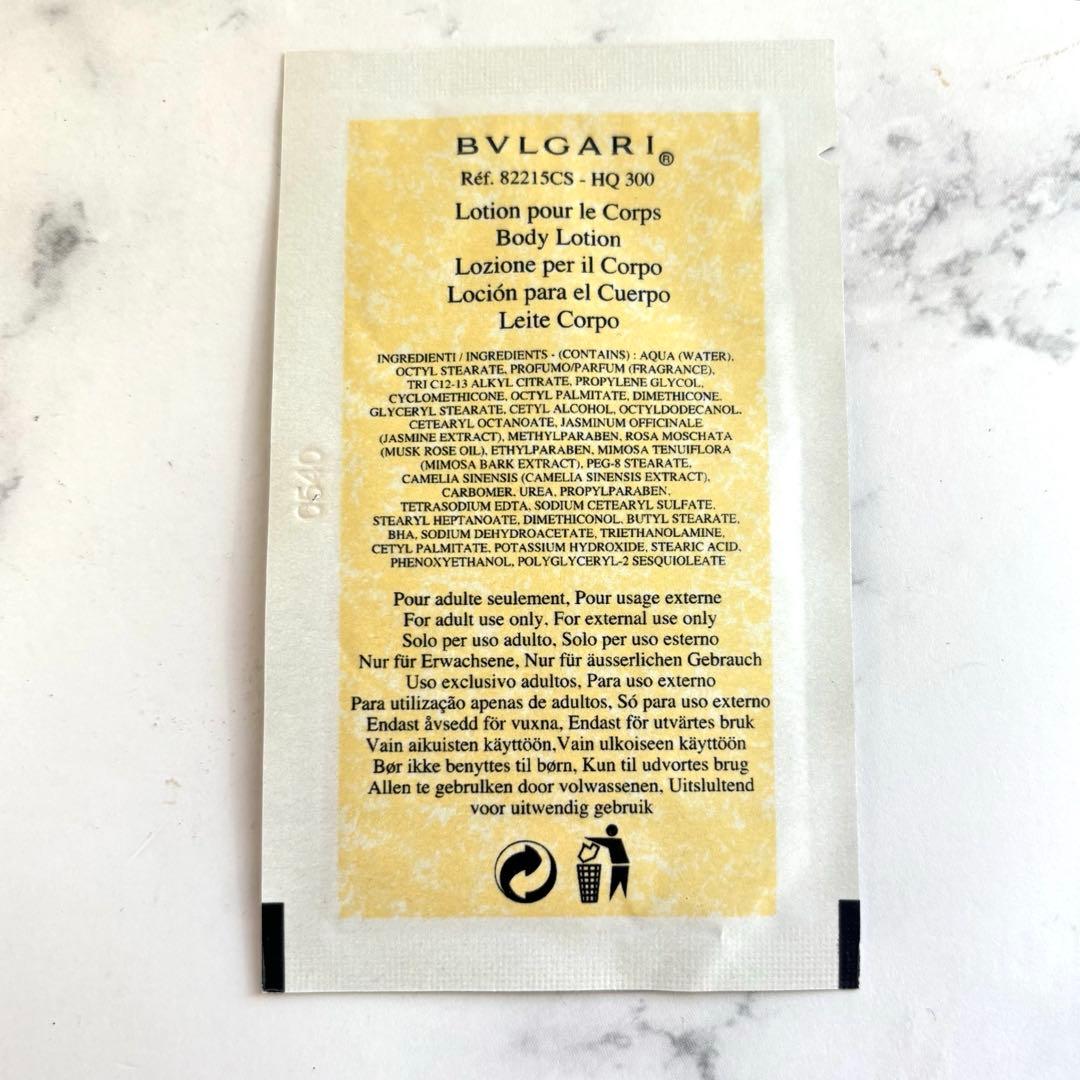 BVLGARI®
Réf. 82215CS - HQ 300
Lotion pour le Corps
Body Lotion
Lozione per il Corpo
Loción para el Cuerpo
Leite Corpo
INGREDIENTI / INGREDIENTS - (CONTAINS) : AQUA (WATER),
OCTYL STEARATE, PROFUMO/PARFUM (FRAGRANCE),
TRI C12-13 ALKYL CITRATE, PROPYLENE GLYCOL,
CYCLOMETHICONE, OCTYL PALMITATE, DIMETHICONE,
GLYCERYL STEARATE, CETYL ALCOHOL, OCTYLDODECANOL,
CETEARYL OCTANOATE, JASMINUM OFFICINALE
(JASMINE EXTRACT), METHYLPARABEN, ROSA MOSCHATA
(MUSK ROSE OIL), ETHYLPARABEN, MIMOSA TENUIFLORA
(MIMOSA BARK EXTRACT), PEG-8 STEARATE,
CAMELIA SINENSIS (CAMELIA SINENSIS EXTRACT),
CARBOMER, UREA, PROPYLPARABEN,
TETRASODIUM EDTA, SODIUM CETEARYL SULFATE,
STEARYL HEPTANOATE, DIMETHICONOL, BUTYL STEARATE,
BHA, SODIUM DEHYDROACETATE, TRIETHANOLAMINE,
CETYL PALMITATE, POTASSIUM HYDROXIDE, STEARIC ACID,
PHENOXYETHANOL, POLYGLYCERYL-2 SESQUIOLEATE
Pour adulte seulement, Pour usage externe
For adult use only, For external use only
Solo per uso adulto, Solo per uso esterno
Nur für Erwachsene, Nur für äusserlichen Gebrauch
Uso exclusivo adultos, Para uso externo
Para utilização apenas de adultos, Só para uso externo
Endast åvsedd för vuxna, Endast för utvärtes bruk
Vain aikuisten käyttöön,Vain ulkoiseen käyttöön
Bør ikke benyttes til børn, Kun til udvortes brug
Allen te gebrulken door volwassenen, Uitslultend
voor uitwendig gebruik